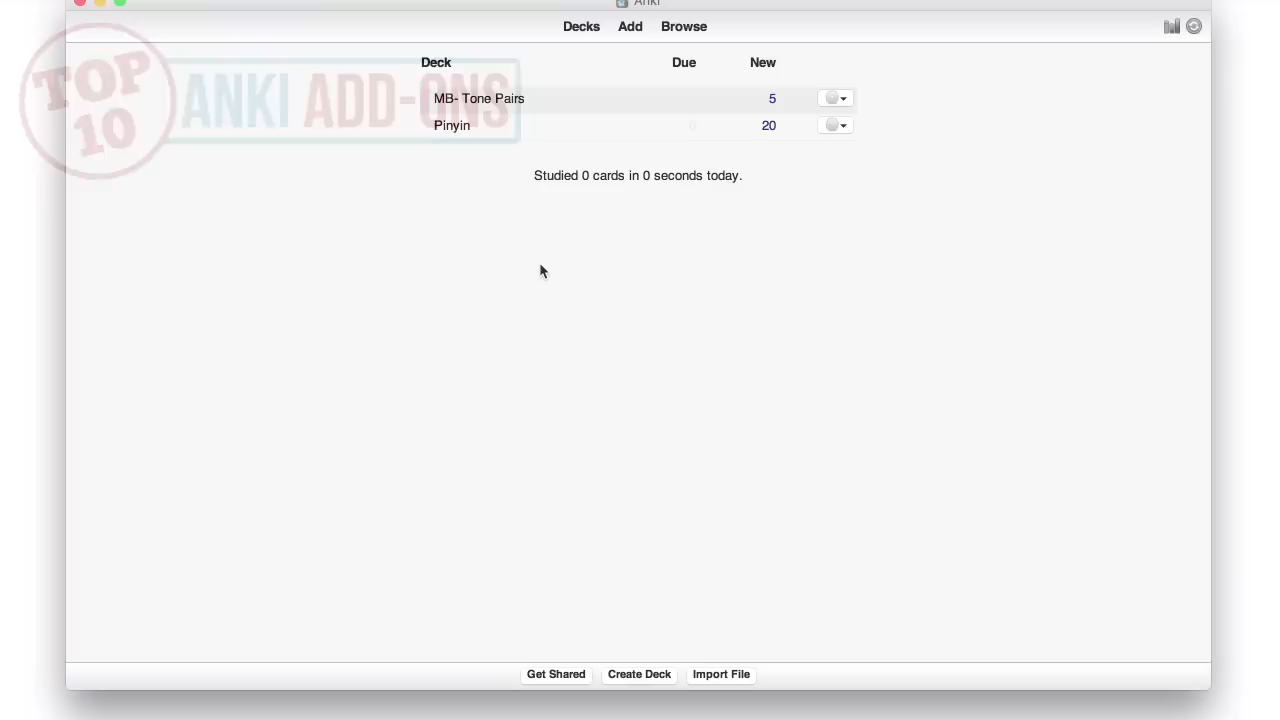 Anki
Decks Add Browse
TOP 10
ANKI ADD-ONS
Deck Due New
MB- Tone Pairs 5
Pinyin 0 20
Studied 0 cards in 0 seconds today.
Get Shared Create Deck Import File